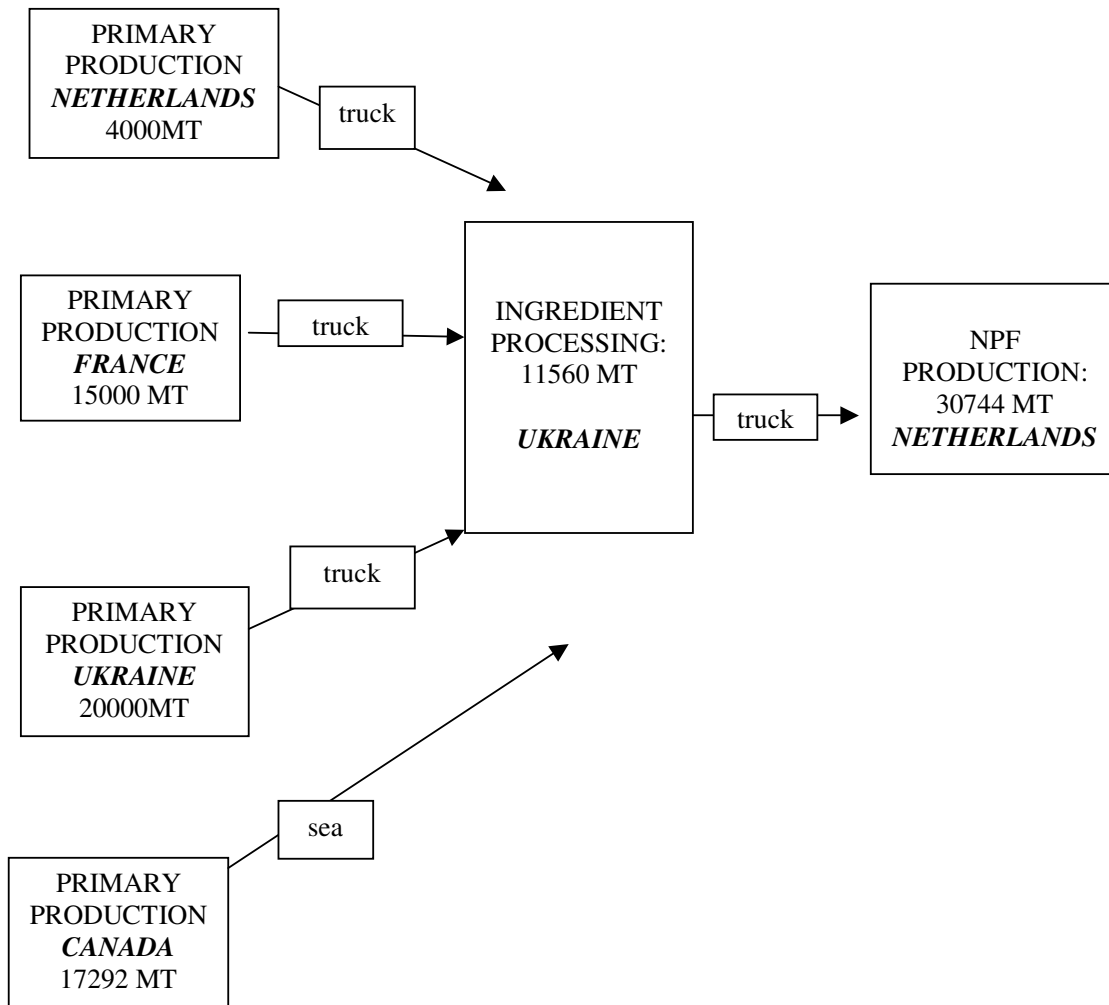 PRIMARY
PRODUCTION
NETHERLANDS
4000MT
truck
PRIMARY
PRODUCTION
FRANCE
15000 MT
truck
INGREDIENT
PROCESSING:
11560 MT
UKRAINE
truck
NPF
PRODUCTION:
30744 MT
NETHERLANDS
PRIMARY
PRODUCTION
UKRAINE
20000MT
truck
PRIMARY
PRODUCTION
CANADA
17292 MT
sea